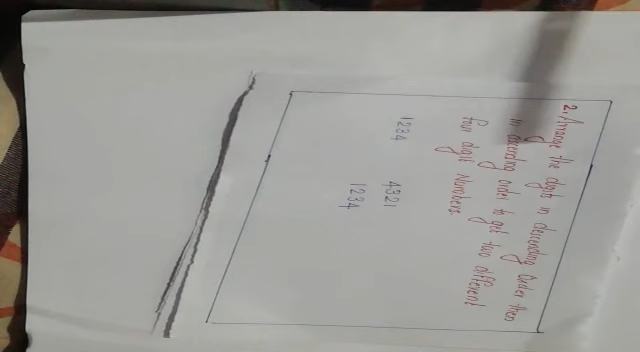 2. Arrange the digits in descending Order then
in ascending order to get two different
four digit Numbers.
1234 4321
1234